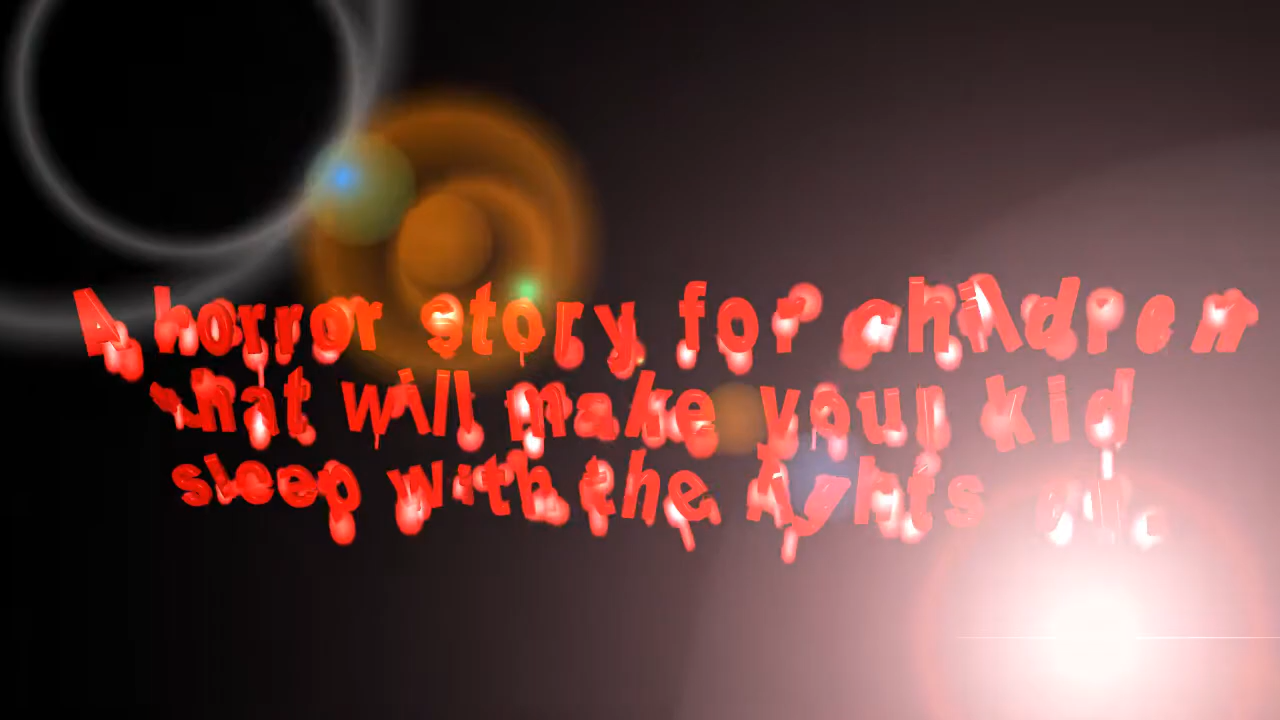 A horror story for children
that will make your kid
sleep with the lights